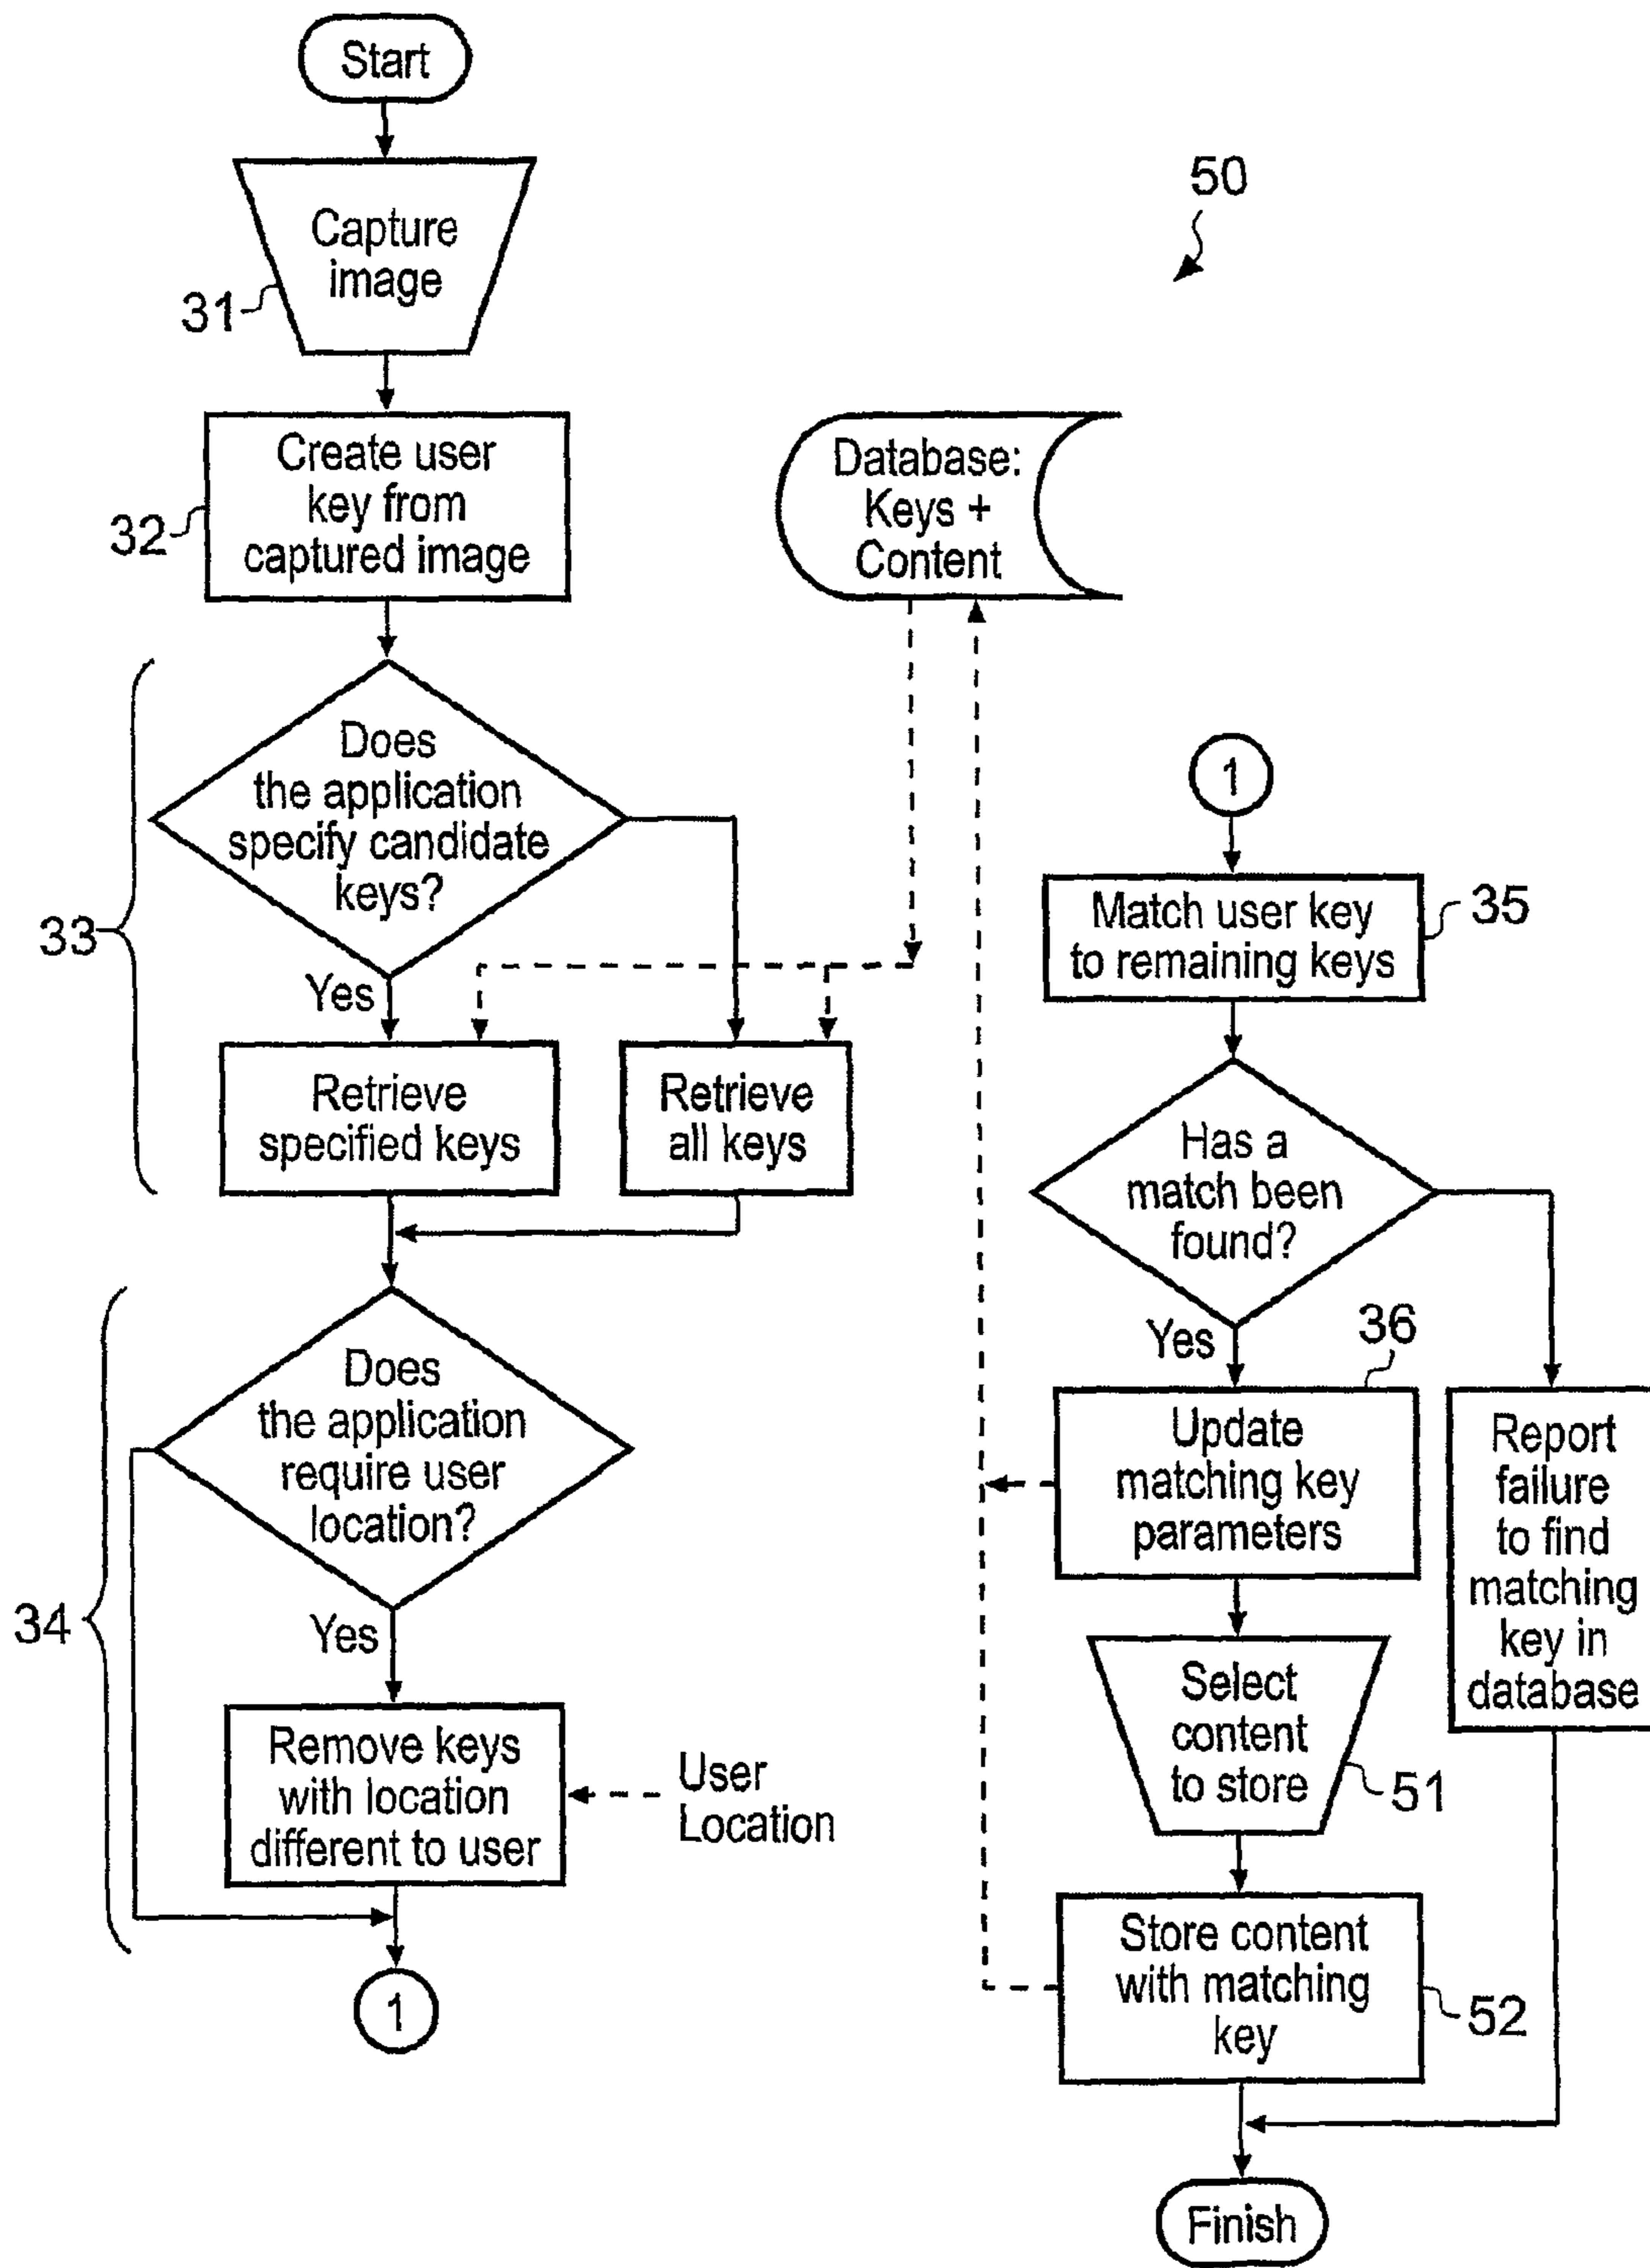 Start
Capture
image
31
Create user
key from
captured image
32
Does
the application
specify candidate
keys?
33
Yes
Retrieve
specified keys
Retrieve
all keys
Does
the application
require user
location?
34
Yes
Remove keys
with location
different to user
User
Location
1
50
Database:
Keys +
Content
1
Match user key
to remaining keys
35
Has a
match been
found?
Yes
36
Update
matching key
parameters
Report
failure
to find
matching
key in
database
Select
content
to store
51
Store content
with matching
key
52
Finish